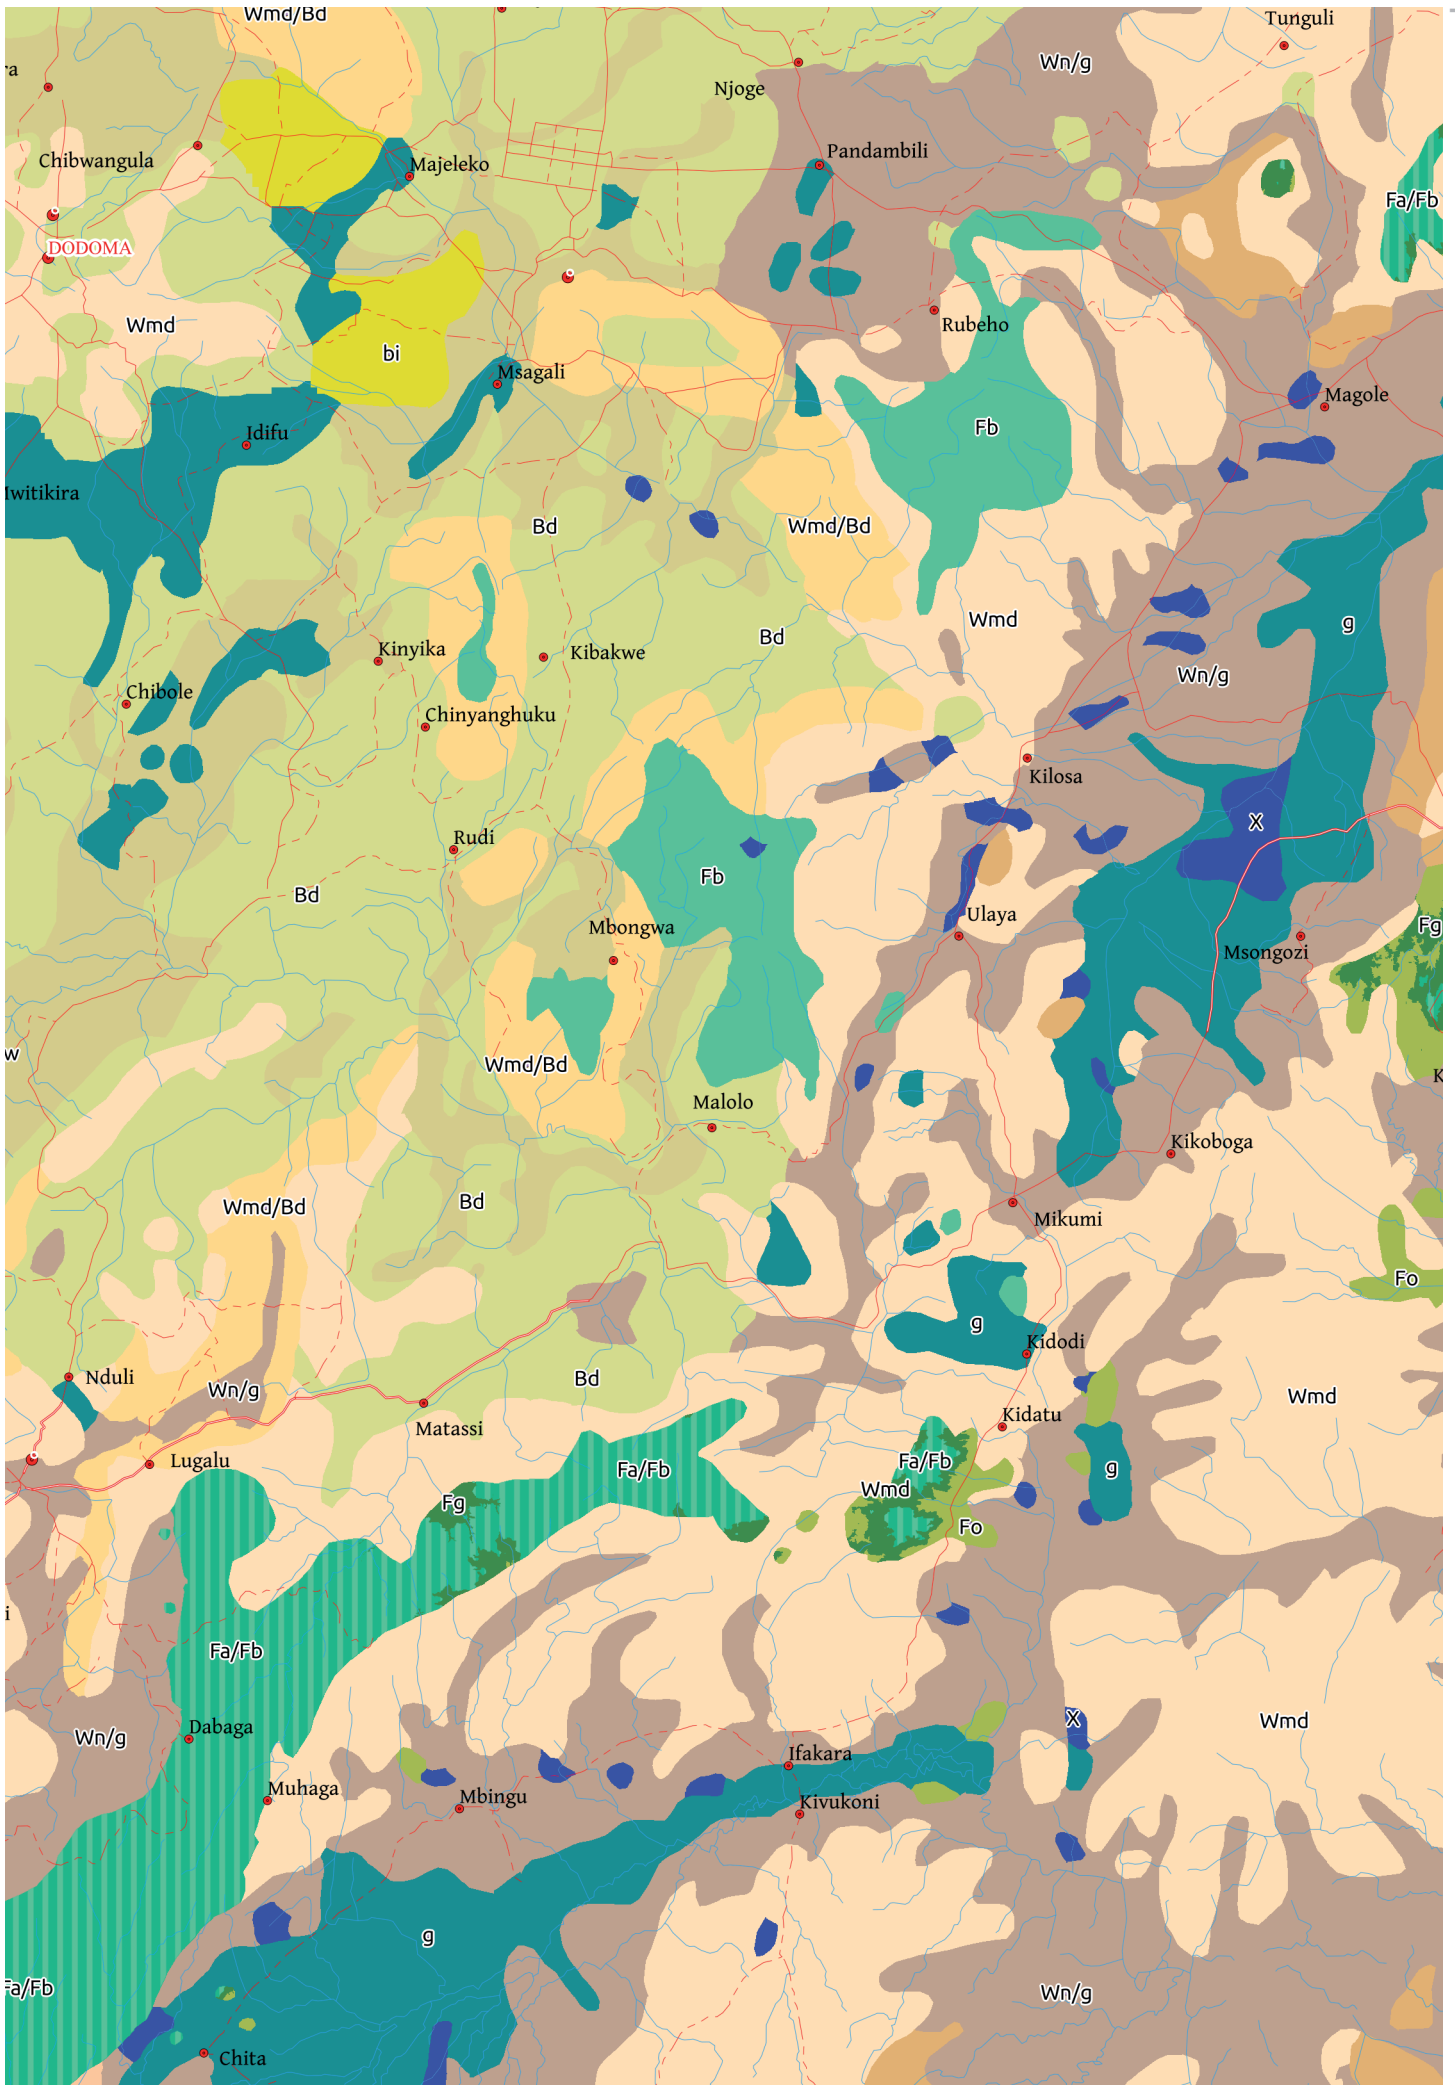 Wmd/Bd
Tunguli
Wn/g
ra
Njoge
Chibwangula
Majeleko
Pandambili
Fa/Fb
DODOMA
Wmd
Rubeho
bi
Msagali
Magole
Idifu
Fb
Mwitikira
Bd
Wmd/Bd
Wmd
g
Bd
Kinyika
Kibakwe
Wn/g
Chibole
Chinyanghuku
Kilosa
X
Rudi
Fb
Bd
Ulaya
Mbongwa
Fg
Msongozi
w
Wmd/Bd
K
Malolo
Kikoboga
Bd
Wmd/Bd
Mikumi
Fo
g
Kidodi
Nduli
Bd
Wn/g
Wmd
Kidatu
Matassi
Lugalu
Fa/Fb
Fa/Fb
g
Wmd
Fg
Fo
i
Fa/Fb
X
Wmd
Dabaga
Wn/g
Ifakara
Muhaga
Mbingu
Kivukoni
g
Fa/Fb
Wn/g
Chita